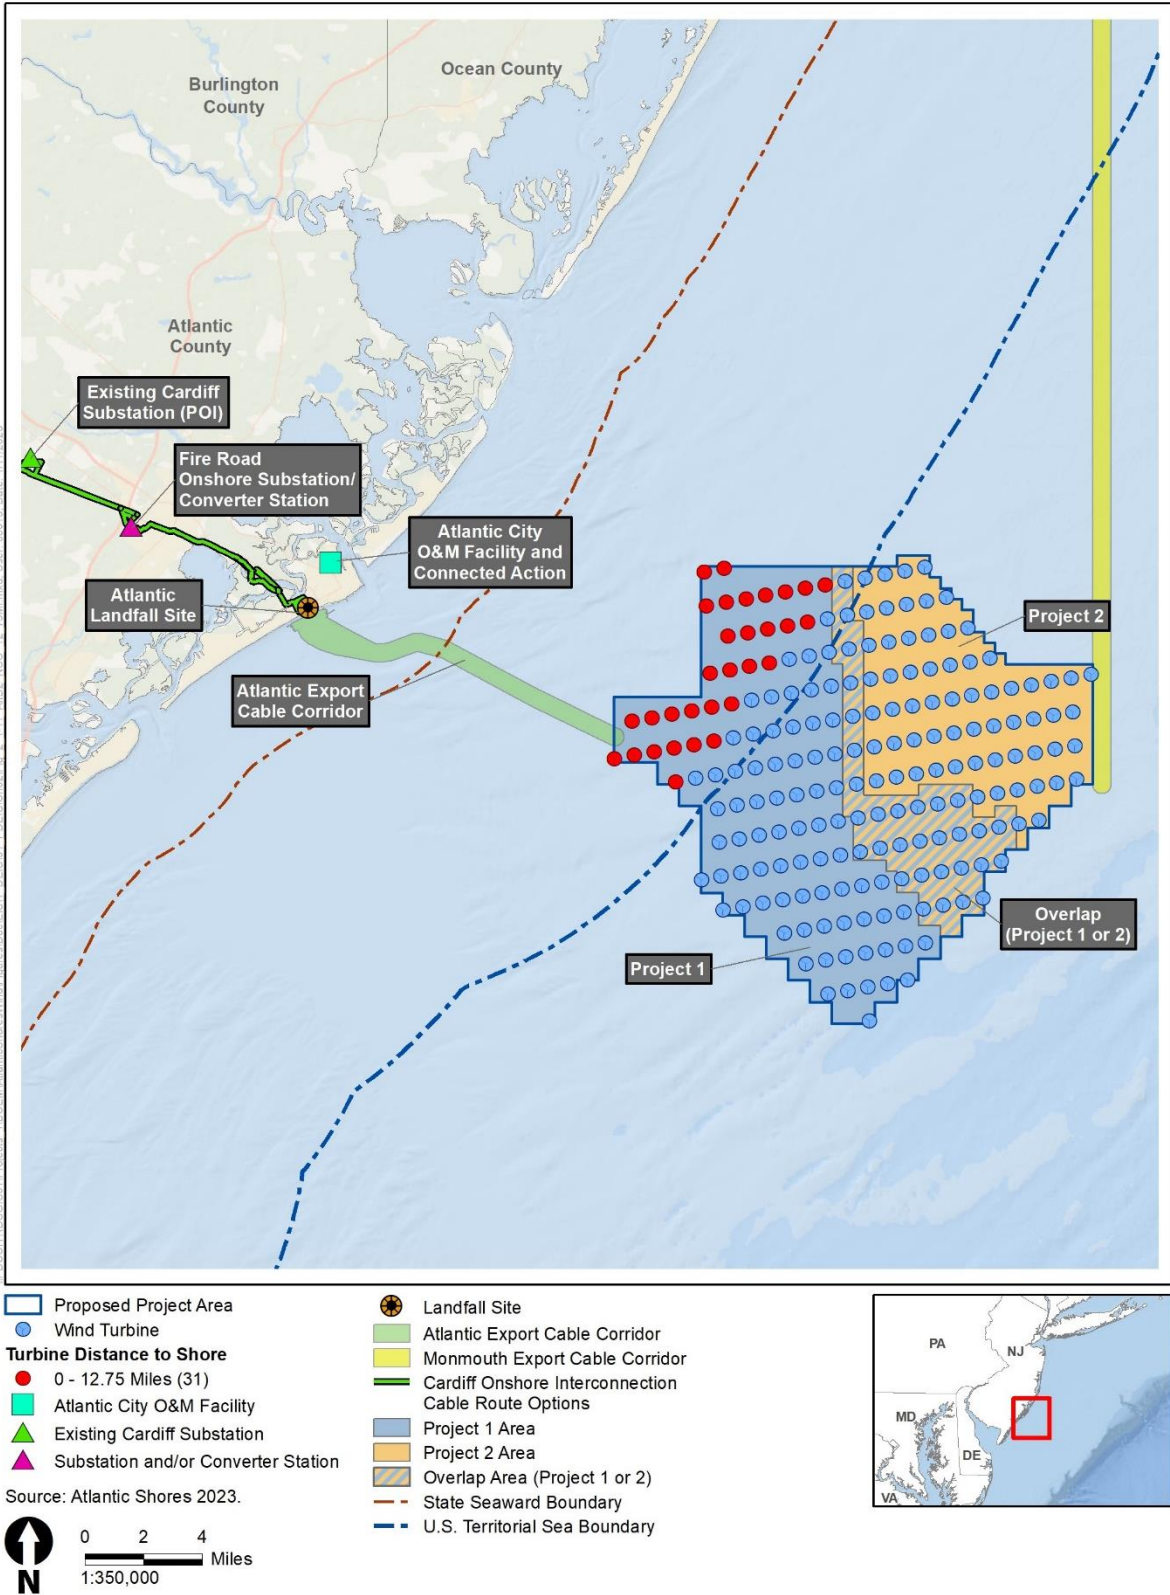 Ocean County
Burlington
County
Atlantic
County
Existing Cardiff
Substation (POI)
Fire Road
Onshore Substation/
Converter Station
Atlantic City
O&M Facility and
Connected Action
Atlantic
Landfall Site
Atlantic Export
Cable Corridor
Project 2
Overlap
(Project 1 or 2)
Project 1
Proposed Project Area
Wind Turbine
Turbine Distance to Shore
0 - 12.75 Miles (31)
Atlantic City O&M Facility
Existing Cardiff Substation
Substation and/or Converter Station
Source: Atlantic Shores 2023.
N
0 2 4
Miles
1:350,000
Landfall Site
Atlantic Export Cable Corridor
Monmouth Export Cable Corridor
Cardiff Onshore Interconnection
Cable Route Options
Project 1 Area
Project 2 Area
Overlap Area (Project 1 or 2)
State Seaward Boundary
U.S. Territorial Sea Boundary
PA
NJ
MD
DE
VA